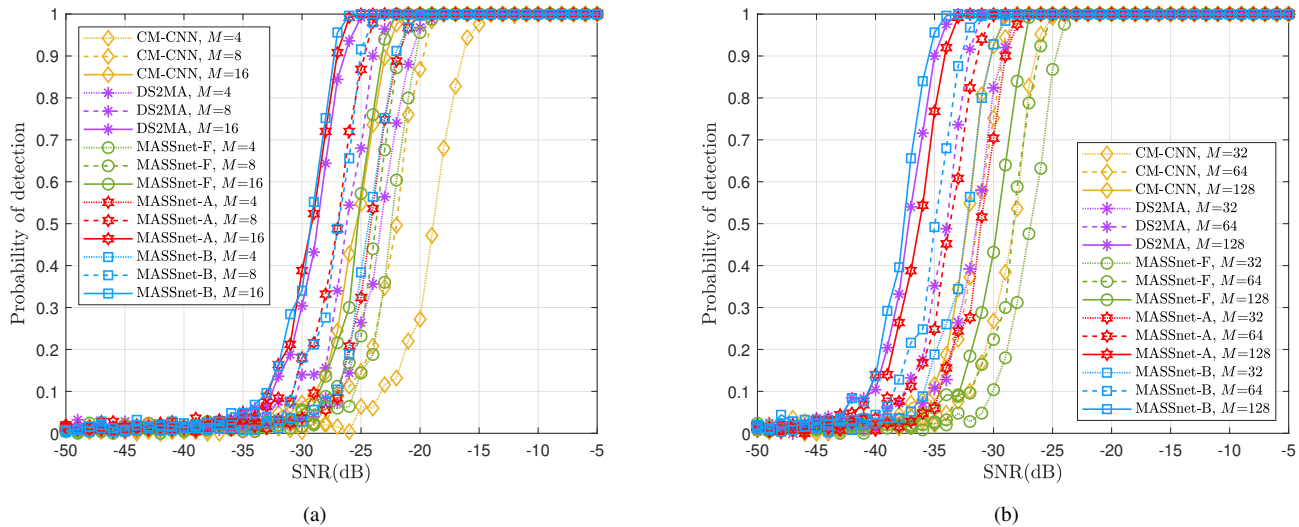 1
0.9
0.8
0.7
0.6
0.5
0.4
0.3
0.2
0.1
0
Probability of detection
CM-CNN, M=4
CM-CNN, M=8
CM-CNN, M=16
DS2MA, M=4
DS2MA, M=8
DS2MA, M=16
MASSnet-F, M=4
MASSnet-F, M=8
MASSnet-F, M=16
MASSnet-A, M=4
MASSnet-A, M=8
MASSnet-A, M=16
MASSnet-B, M=4
MASSnet-B, M=8
MASSnet-B, M=16
-50 -45 -40 -35 -30 -25 -20 -15 -10 -5
SNR(dB)
(a)
1
0.9
0.8
0.7
0.6
0.5
0.4
0.3
0.2
0.1
0
Probability of detection
CM-CNN, M=32
CM-CNN, M=64
CM-CNN, M=128
DS2MA, M=32
DS2MA, M=64
DS2MA, M=128
MASSnet-F, M=32
MASSnet-F, M=64
MASSnet-F, M=128
MASSnet-A, M=32
MASSnet-A, M=64
MASSnet-A, M=128
MASSnet-B, M=32
MASSnet-B, M=64
MASSnet-B, M=128
-50 -45 -40 -35 -30 -25 -20 -15 -10 -5
SNR(dB)
(b)